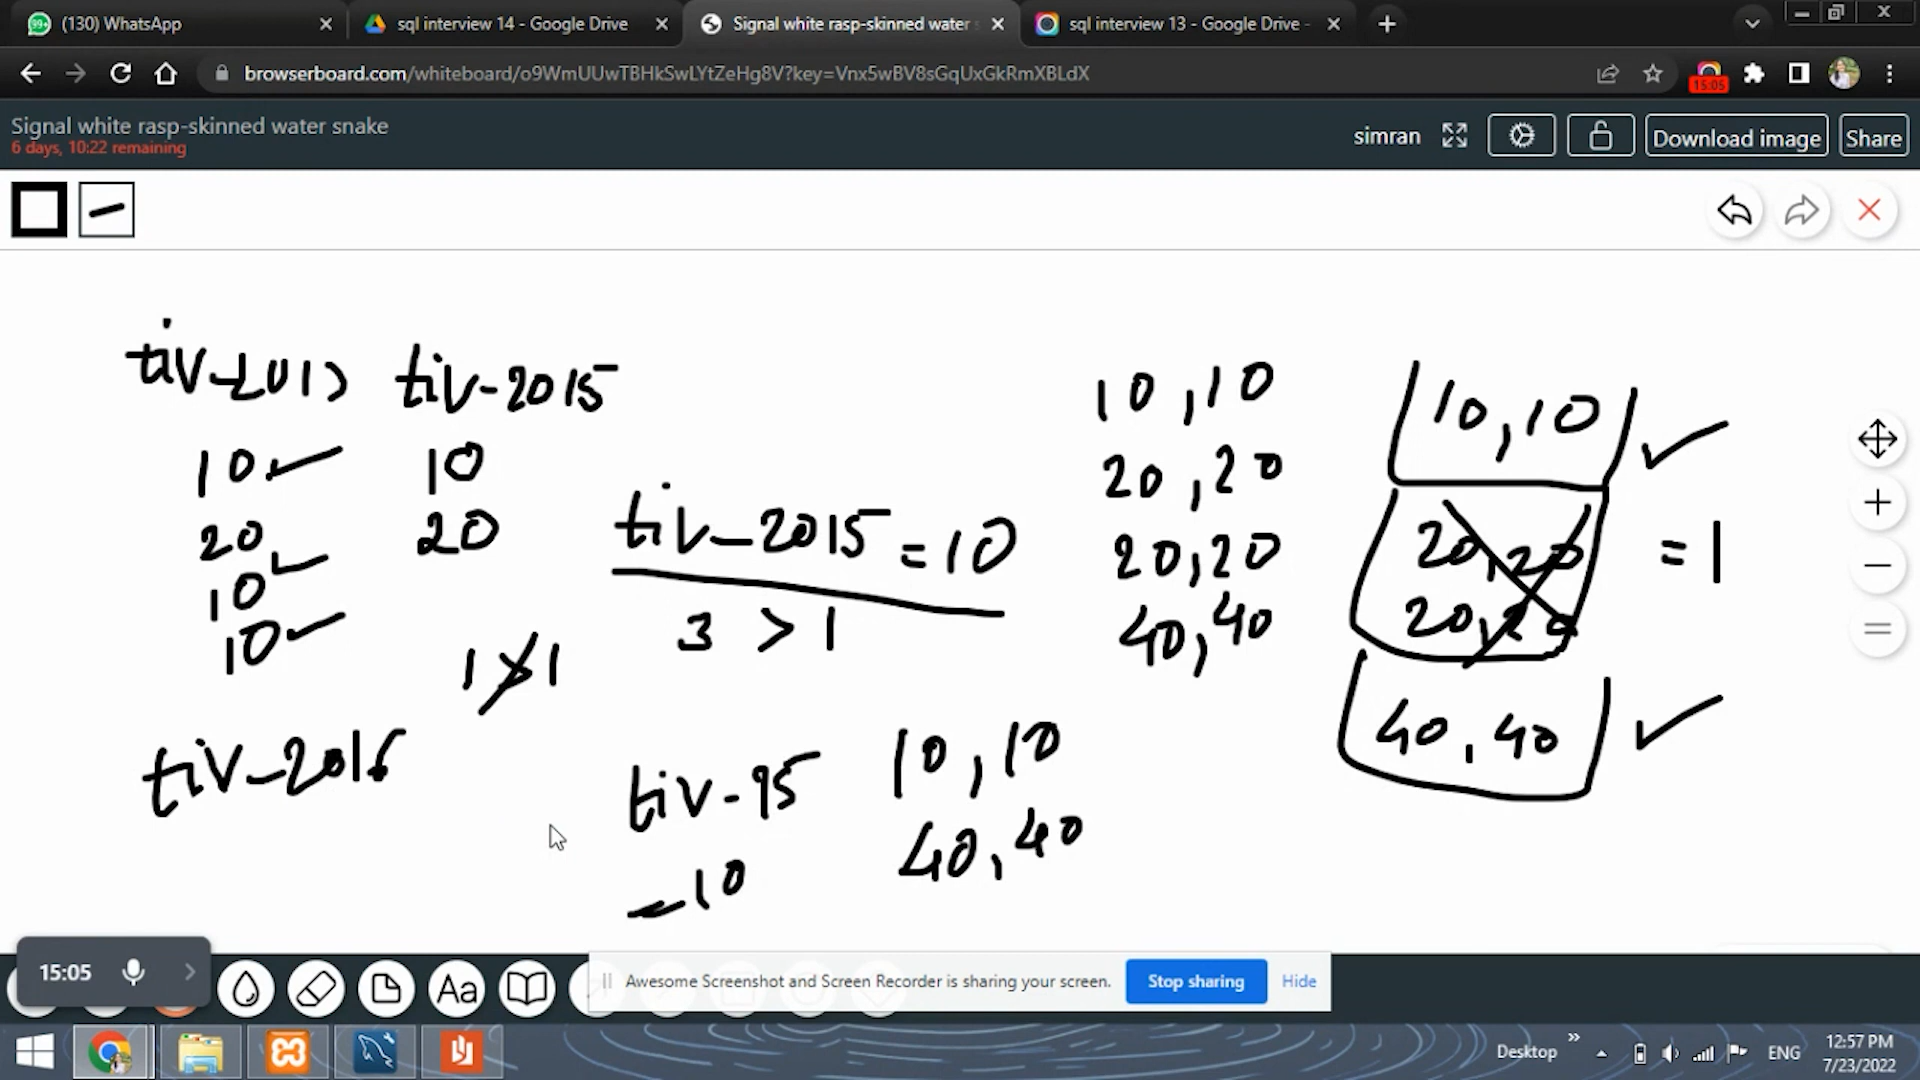 (130) WhatsApp
sql interview 14 - Google Drive
Signal white rasp-skinned water
sql interview 13 - Google Drive -
browserboard.com/whiteboard/o9WmUUwTBHkSwLYtZeHg8V?key=Vnx5wBV8sGqUxGkRmXBLdX
15:05
Signal white rasp-skinned water snake
6 days, 10:22 remaining
simran
Download image
Share
tiv-2015
10 10
20 20
10
10
1 > 1
tiv-2016
tiv-2015 = 10
3 > 1
tiv-95
10
10,10
40,40
10,10
20,20
20,20
40,40
10,10
20,20
20,20
= 1
40,40
15:05
Aa
Awesome Screenshot and Screen Recorder is sharing your screen.
Stop sharing
Hide
Desktop
ENG
12:57 PM
7/23/2022